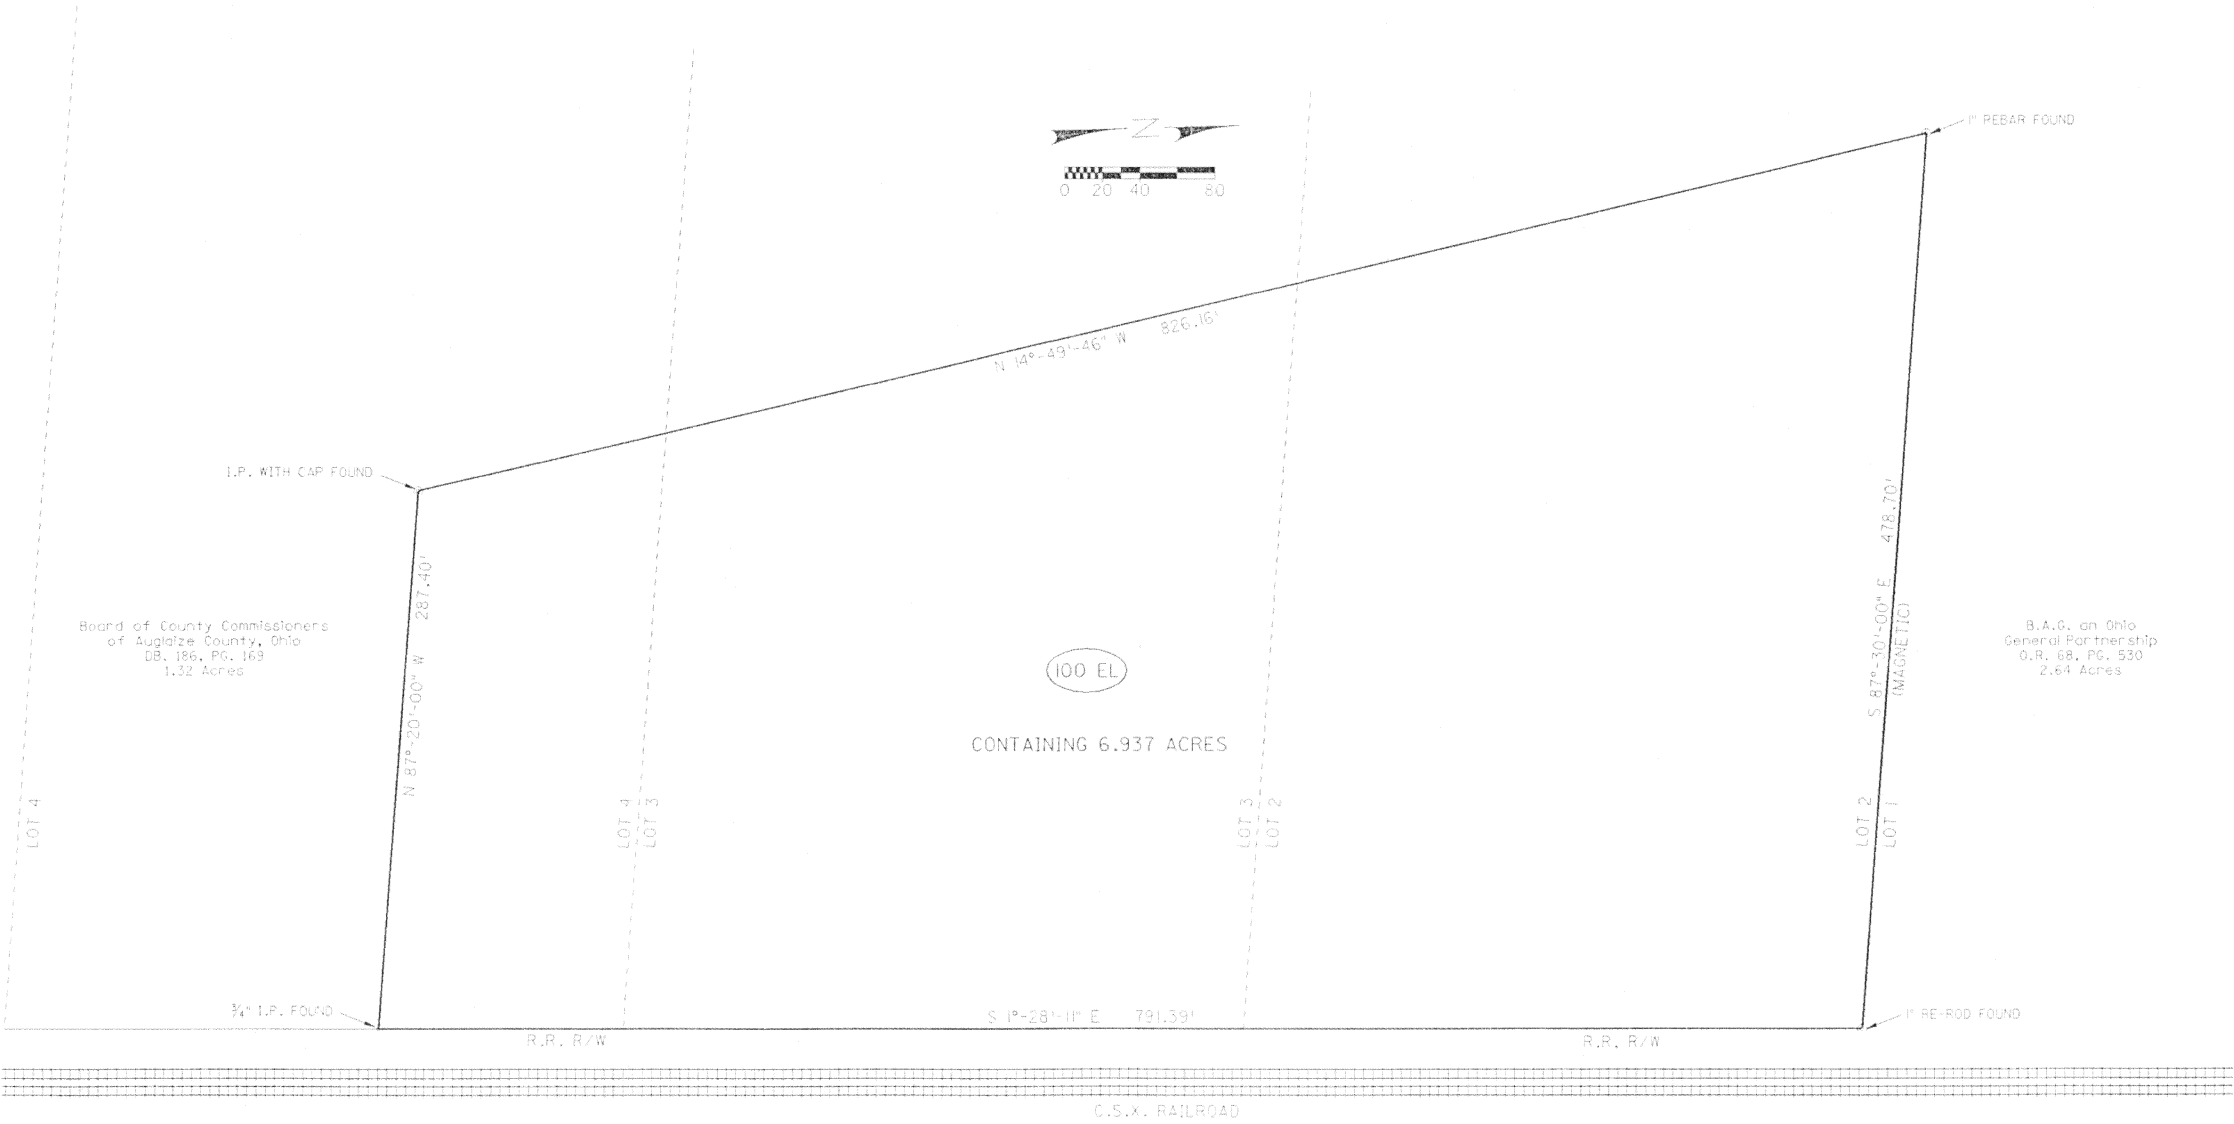 N
1" REBAR FOUND
0 20 40 80
N 14°-49'-46" W 826.16'
I.P. WITH CAP FOUND
N 87°-20'-00" W 287.40'
S 87°-30'-00" E 478.70'
(MAGNETIC)
Board of County Commissioners
of Auglaize County, Ohio
DB. 186, PG. 169
1.32 Acres
100 EL
CONTAINING 6.937 ACRES
B.A.G. an Ohio
General Partnership
O.R. 68, PG. 530
2.64 Acres
LOT 4
LOT 4
LOT 3
LOT 3
LOT 2
LOT 2
LOT 1
3/4" I.P. FOUND
S 1°-28'-11" E 791.39'
1" RE-ROD FOUND
R.R. R/W
R.R. R/W
C.S.X. RAILROAD